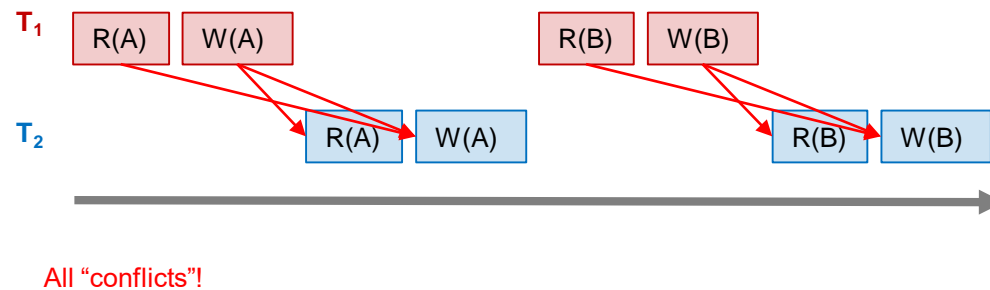 T₁ R(A) W(A) R(B) W(B)
T₂ R(A) W(A) R(B) W(B)
All “conflicts”!